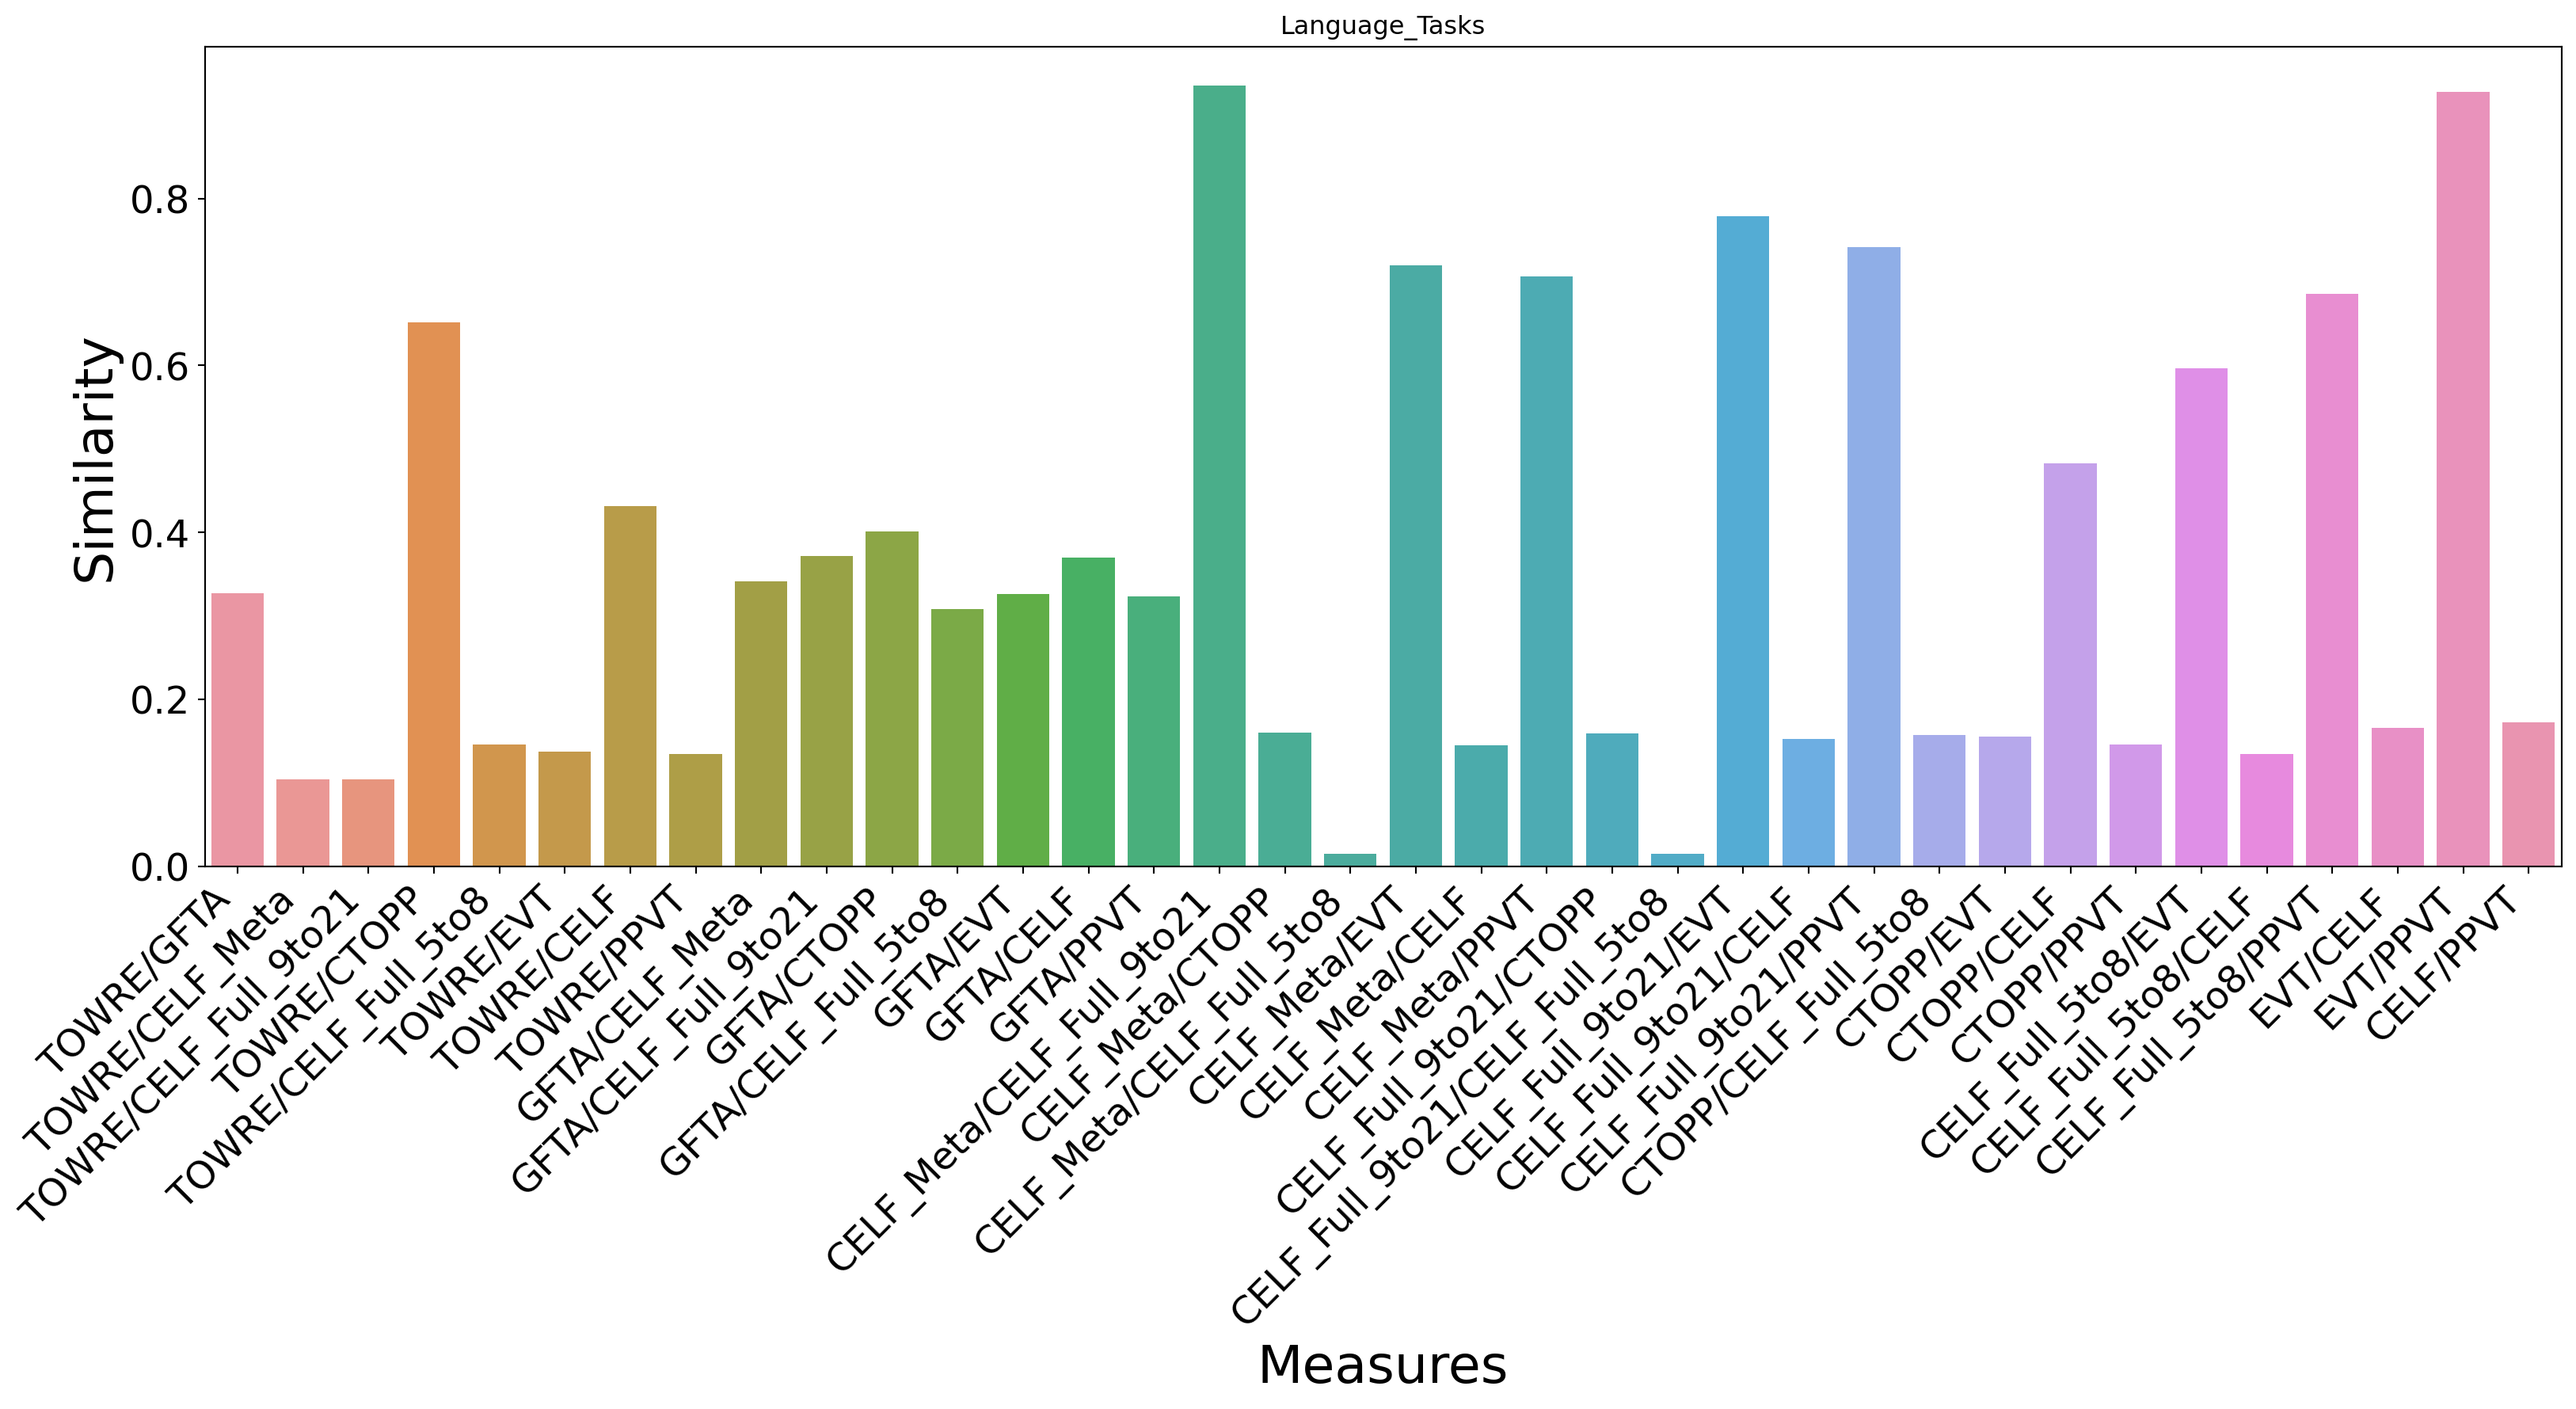 Language_Tasks
Similarity
0.8
0.6
0.4
0.2
0.0
TOWRE/GFTA
TOWRE/CELF_Meta
TOWRE/CELF_Full_9to21
TOWRE/CTOPP
TOWRE/CELF_Full_5to8
TOWRE/EVT
TOWRE/CELF
TOWRE/PPVT
GFTA/CELF_Meta
GFTA/CELF_Full_9to21
GFTA/CTOPP
GFTA/CELF_Full_5to8
GFTA/EVT
GFTA/CELF
GFTA/PPVT
CELF_Meta/CELF_Full_9to21
CELF_Meta/CTOPP
CELF_Meta/CELF_Full_5to8
CELF_Meta/EVT
CELF_Meta/CELF
CELF_Meta/PPVT
CELF_Full_9to21/CTOPP
CELF_Full_9to21/CELF_Full_5to8
CELF_Full_9to21/EVT
CELF_Full_9to21/CELF
CELF_Full_9to21/PPVT
CTOPP/CELF_Full_5to8
CTOPP/EVT
CTOPP/CELF
CTOPP/PPVT
CELF_Full_5to8/EVT
CELF_Full_5to8/CELF
CELF_Full_5to8/PPVT
EVT/CELF
EVT/PPVT
CELF/PPVT
Measures